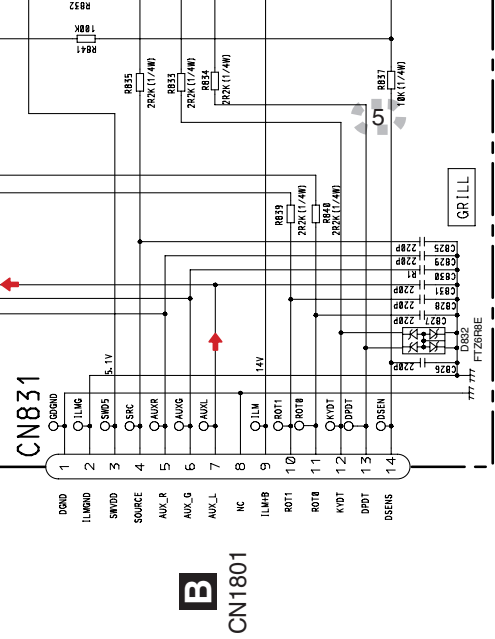 R832
180K
R841
R835
2R2K(1/4W)
R833
2R2K(1/4W)
R834
2R2K(1/4W)
R837
10K(1/4W)
5
R839
2R2K(1/4W)
R840
2R2K(1/4W)
GRILL
220P
C825
220P
C829
R1
C830
220P
C831
220P
C828
220P
C827
220P
C826
D832
FTZ6R8E
5.1V
14V
CN831
GDGND
ILMG
SWD5
SRC
AUXR
AUXG
AUXL
ILM
ROT1
ROT0
KYDT
DPDT
DSEN
1
2
3
4
5
6
7
8
9
10
11
12
13
14
DGND
ILMGND
SWVDD
SOURCE
AUX_R
AUX_G
AUX_L
NC
ILM+B
ROT1
ROT0
KYDT
DPDT
DSENS
B
CN1801